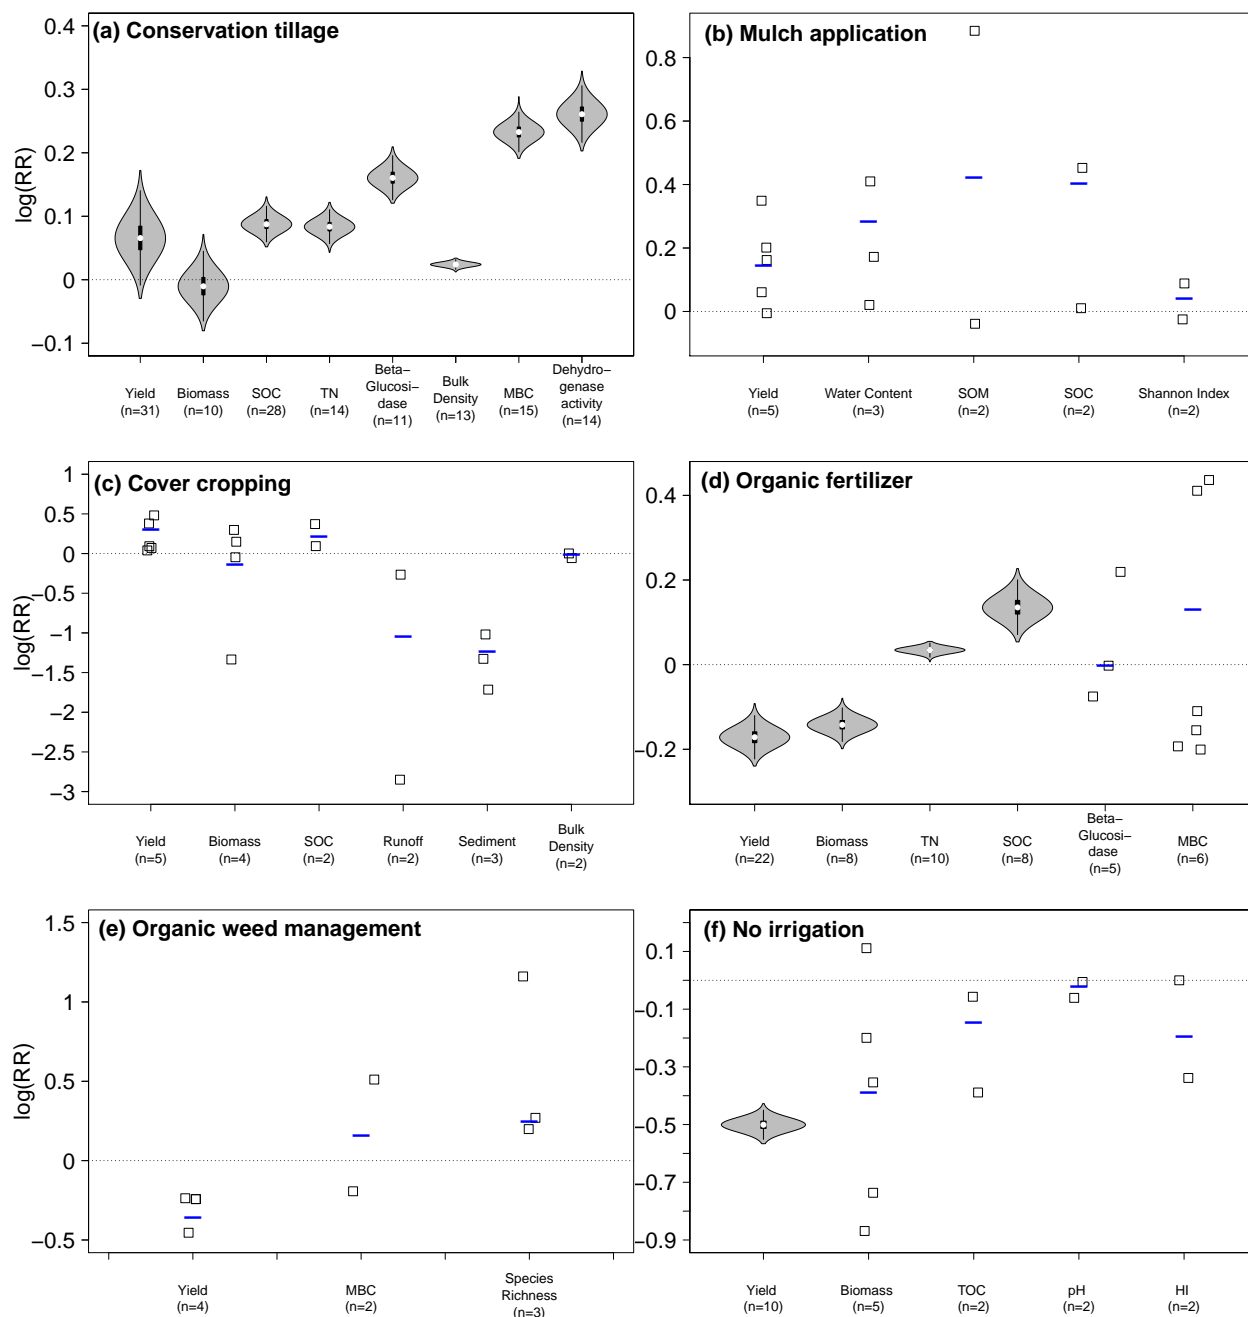 (a) Conservation tillage
log(RR)
0.4
0.3
0.2
0.1
0
−0.1
Yield
(n=31)
Biomass
(n=10)
SOC
(n=28)
TN
(n=14)
Beta−
Glucosi−
dase
(n=11)
Bulk
Density
(n=13)
MBC
(n=15)
Dehydro−
genase
activity
(n=14)
(b) Mulch application
0.8
0.6
0.4
0.2
0
Yield
(n=5)
Water Content
(n=3)
SOM
(n=2)
SOC
(n=2)
Shannon Index
(n=2)
(c) Cover cropping
log(RR)
1
0.5
0
−0.5
−1
−1.5
−2
−2.5
−3
Yield
(n=5)
Biomass
(n=4)
SOC
(n=2)
Runoff
(n=2)
Sediment
(n=3)
Bulk
Density
(n=2)
(d) Organic fertilizer
0.4
0.2
0
−0.2
Yield
(n=22)
Biomass
(n=8)
TN
(n=10)
SOC
(n=8)
Beta−
Glucosi−
dase
(n=5)
MBC
(n=6)
(e) Organic weed management
log(RR)
1.5
1
0.5
0
−0.5
Yield
(n=4)
MBC
(n=2)
Species
Richness
(n=3)
(f) No irrigation
0.1
−0.1
−0.3
−0.5
−0.7
−0.9
Yield
(n=10)
Biomass
(n=5)
TOC
(n=2)
pH
(n=2)
HI
(n=2)